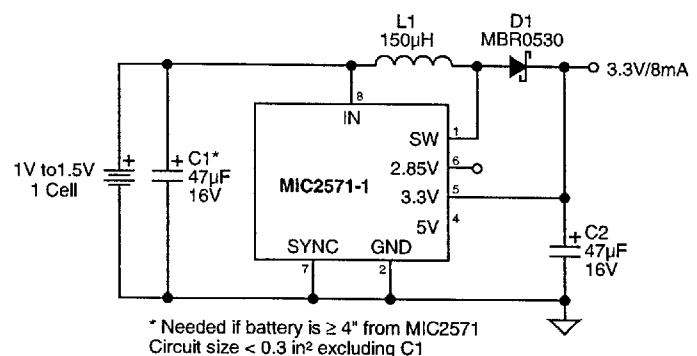 L1
150µH
D1
MBR0530
3.3V/8mA
8
IN
SW
1
2.85V
6
MIC2571-1
3.3V
5
5V
4
SYNC
GND
7
2
1V to1.5V
1 Cell
+
C1*
47µF
16V
+
C2
47µF
16V
+
* Needed if battery is ≥ 4" from MIC2571
Circuit size < 0.3 in² excluding C1